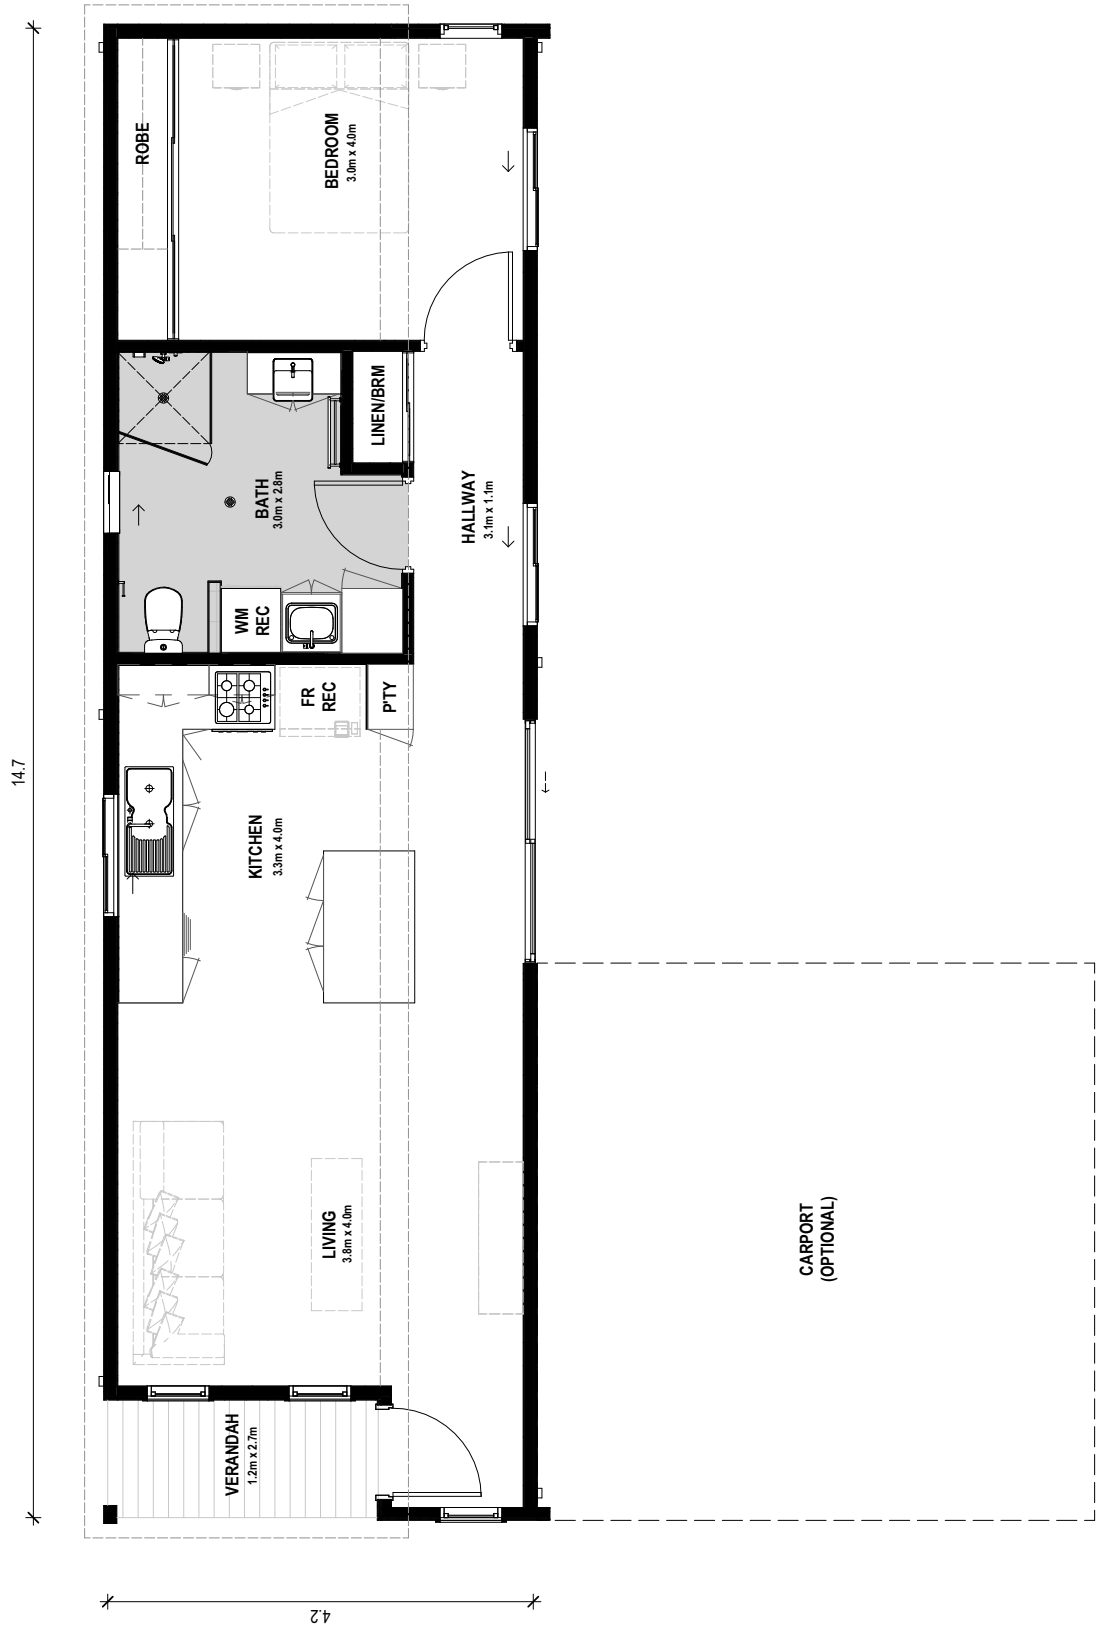 ROBE
BEDROOM
3.0m x 4.0m
LINEN/BRM
BATH
3.0m x 2.8m
HALLWAY
3.1m x 1.1m
WM
REC
FR
REC
P'TY
14.7
KITCHEN
3.3m x 4.0m
LIVING
3.8m x 4.0m
CARPORT
(OPTIONAL)
VERANDAH
1.2m x 2.7m
4.2